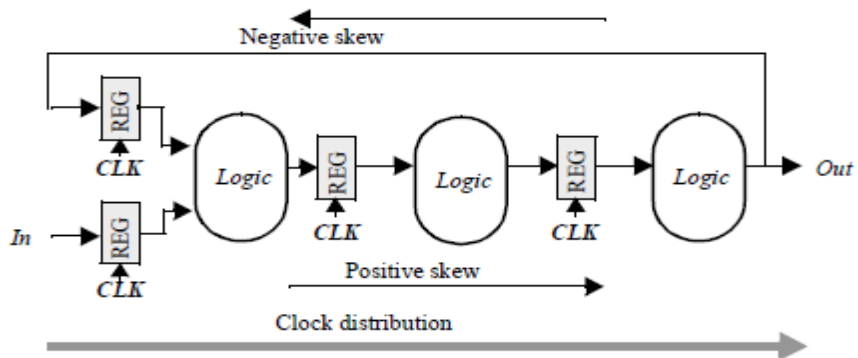 Negative skew
REG
CLK
Logic
REG
CLK
Logic
REG
CLK
Logic
Out
In
REG
CLK
Positive skew
Clock distribution